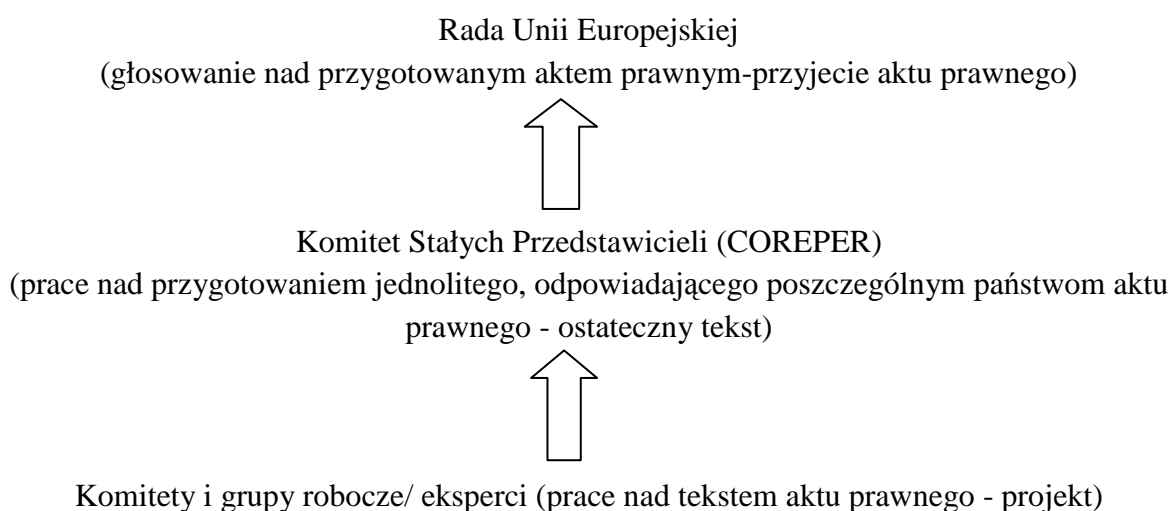 Rada Unii Europejskiej
(głosowanie nad przygotowanym aktem prawnym-przyjecie aktu prawnego)
Komitet Stałych Przedstawicieli (COREPER)
(prace nad przygotowaniem jednolitego, odpowiadającego poszczególnym państwom aktu
prawnego - ostateczny tekst)
Komitety i grupy robocze/ eksperci (prace nad tekstem aktu prawnego - projekt)